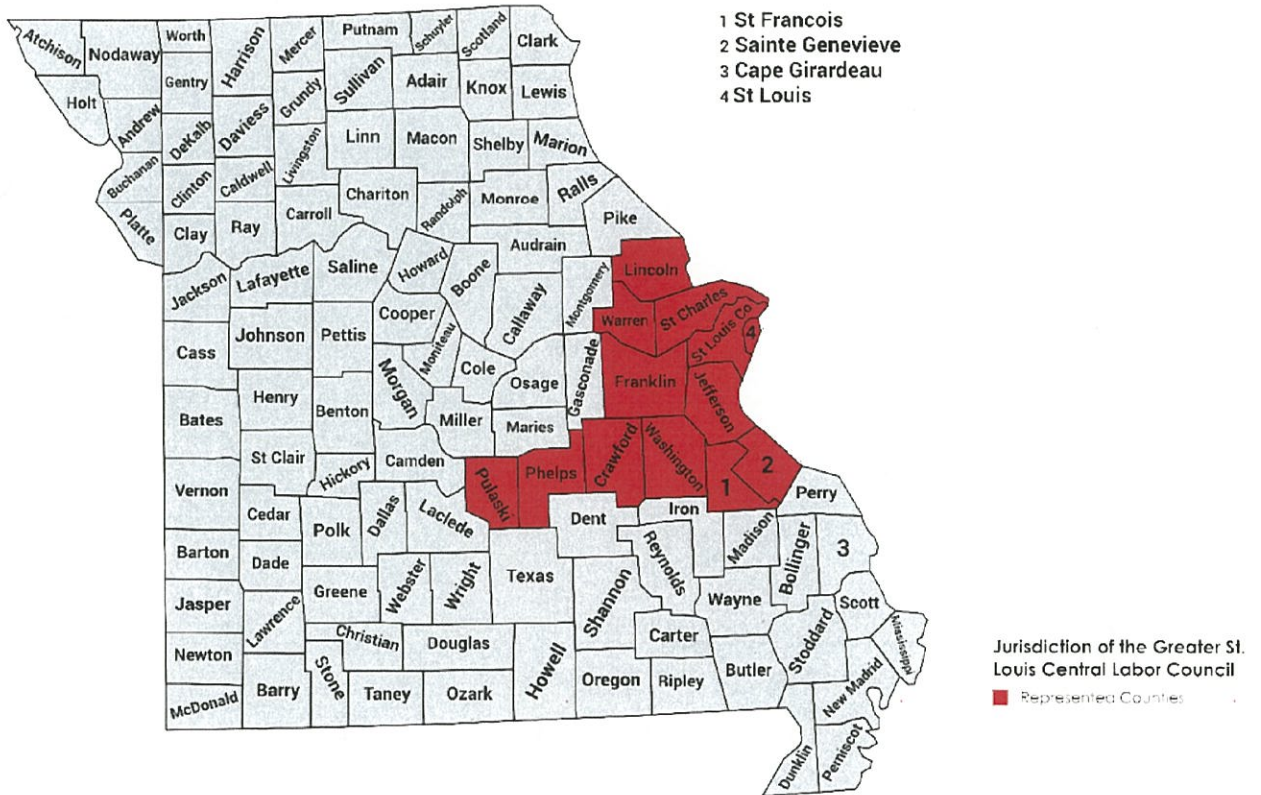 1 St Francois
2 Sainte Genevieve
3 Cape Girardeau
4 St Louis
Atchison
Nodaway
Worth
Harrison
Mercer
Putnam
Schuyler
Scotland
Clark
Holt
Gentry
Grundy
Sullivan
Adair
Knox
Lewis
Andrew
DeKalb
Daviess
Livingston
Linn
Macon
Shelby
Marion
Buchanan
Clinton
Caldwell
Chariton
Randolph
Monroe
Ralls
Platte
Clay
Ray
Carroll
Pike
Audrain
Jackson
Lafayette
Saline
Howard
Boone
Callaway
Montgomery
Lincoln
Cooper
Warren
St Charles
St Louis Co
4
Cass
Johnson
Pettis
Moniteau
Cole
Osage
Gasconade
Franklin
Jefferson
Morgan
Bates
Henry
Benton
Miller
Maries
St Clair
Hickory
Camden
Pulaski
Phelps
Crawford
Washington
1
2
Perry
Vernon
Cedar
Polk
Dallas
Laclede
Dent
Iron
Madison
Bollinger
3
Barton
Dade
Greene
Webster
Wright
Texas
Shannon
Reynolds
Wayne
Scott
Mississippi
Jasper
Lawrence
Christian
Douglas
Carter
Stoddard
Newton
Stone
Howell
Oregon
Ripley
Butler
New Madrid
McDonald
Barry
Taney
Ozark
Dunklin
Pemiscot
Jurisdiction of the Greater St.
Louis Central Labor Council
Represented Counties